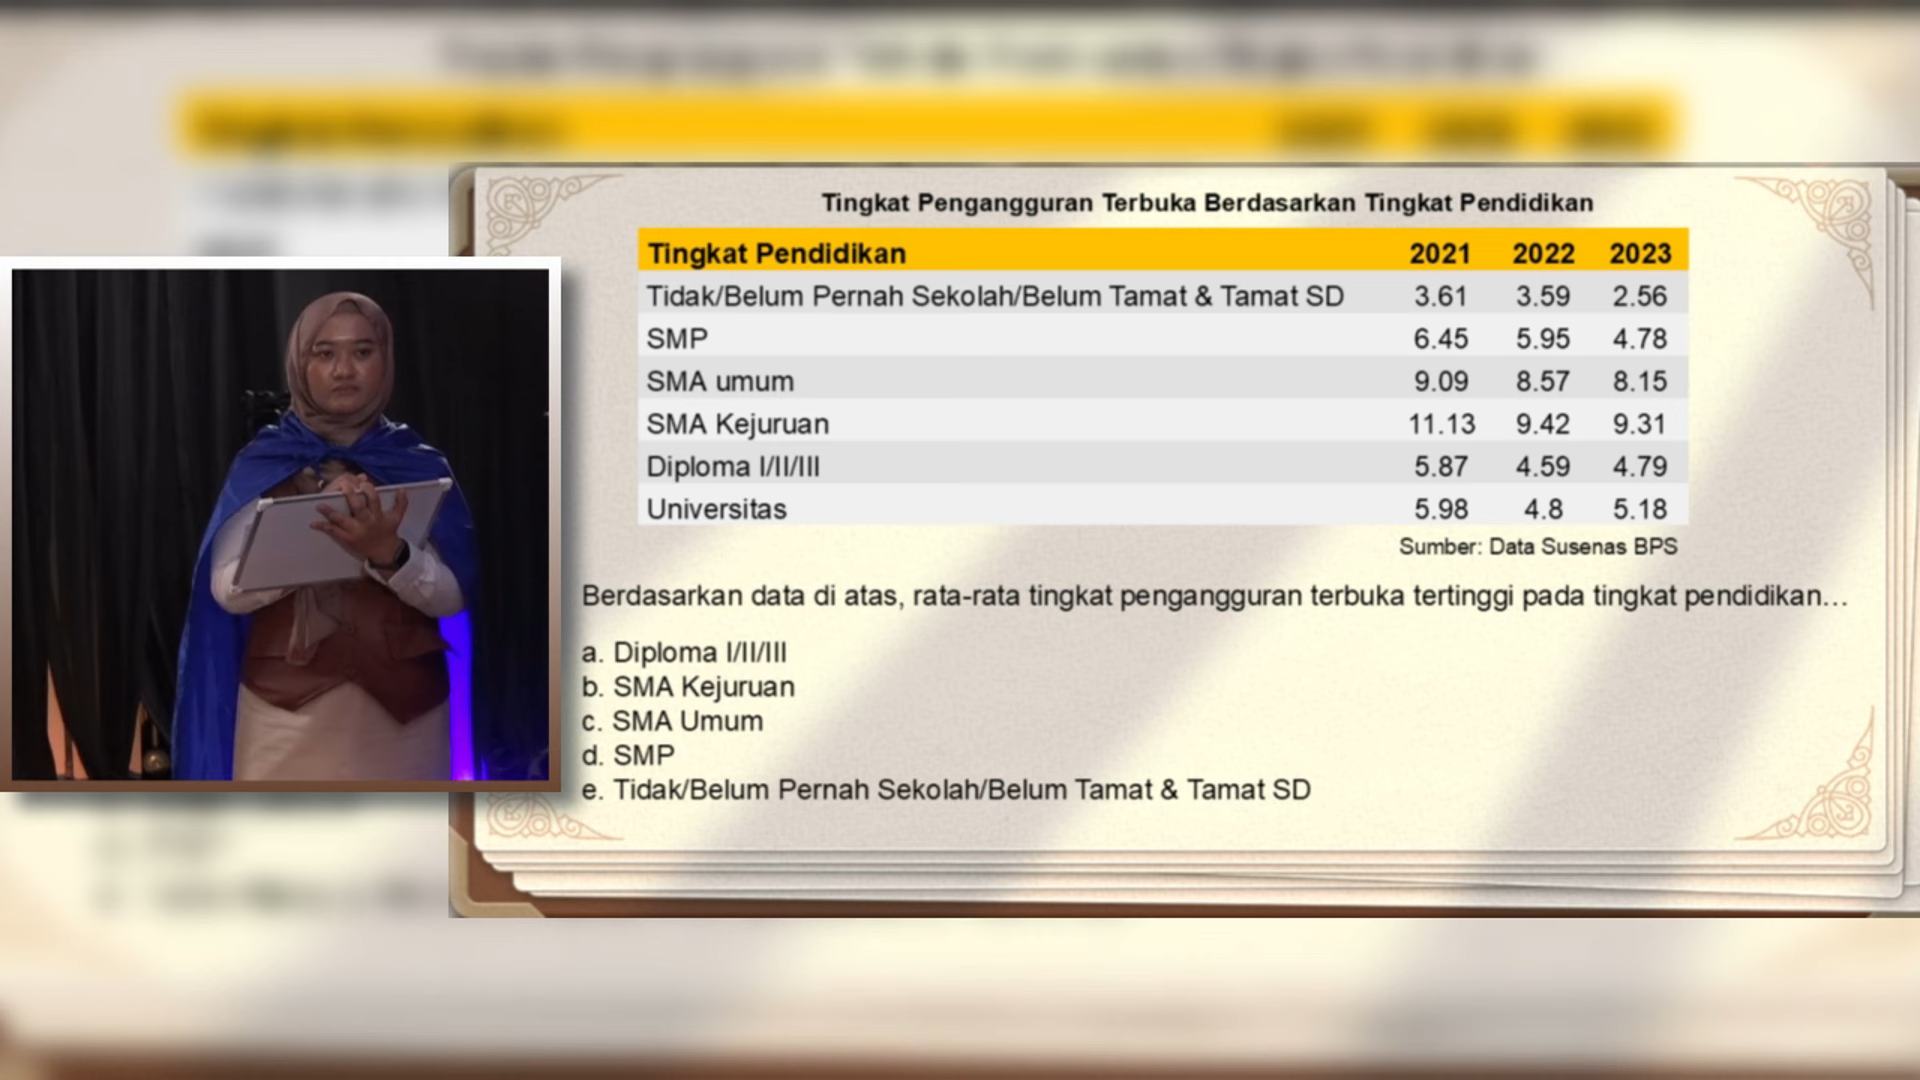 Tingkat Pengangguran Terbuka Berdasarkan Tingkat Pendidikan
Tingkat Pendidikan 2021 2022 2023
Tidak/Belum Pernah Sekolah/Belum Tamat & Tamat SD 3.61 3.59 2.56
SMP 6.45 5.95 4.78
SMA umum 9.09 8.57 8.15
SMA Kejuruan 11.13 9.42 9.31
Diploma I/II/III 5.87 4.59 4.79
Universitas 5.98 4.8 5.18
Sumber: Data Susenas BPS
Berdasarkan data di atas, rata-rata tingkat pengangguran terbuka tertinggi pada tingkat pendidikan...
a. Diploma I/II/III
b. SMA Kejuruan
c. SMA Umum
d. SMP
e. Tidak/Belum Pernah Sekolah/Belum Tamat & Tamat SD